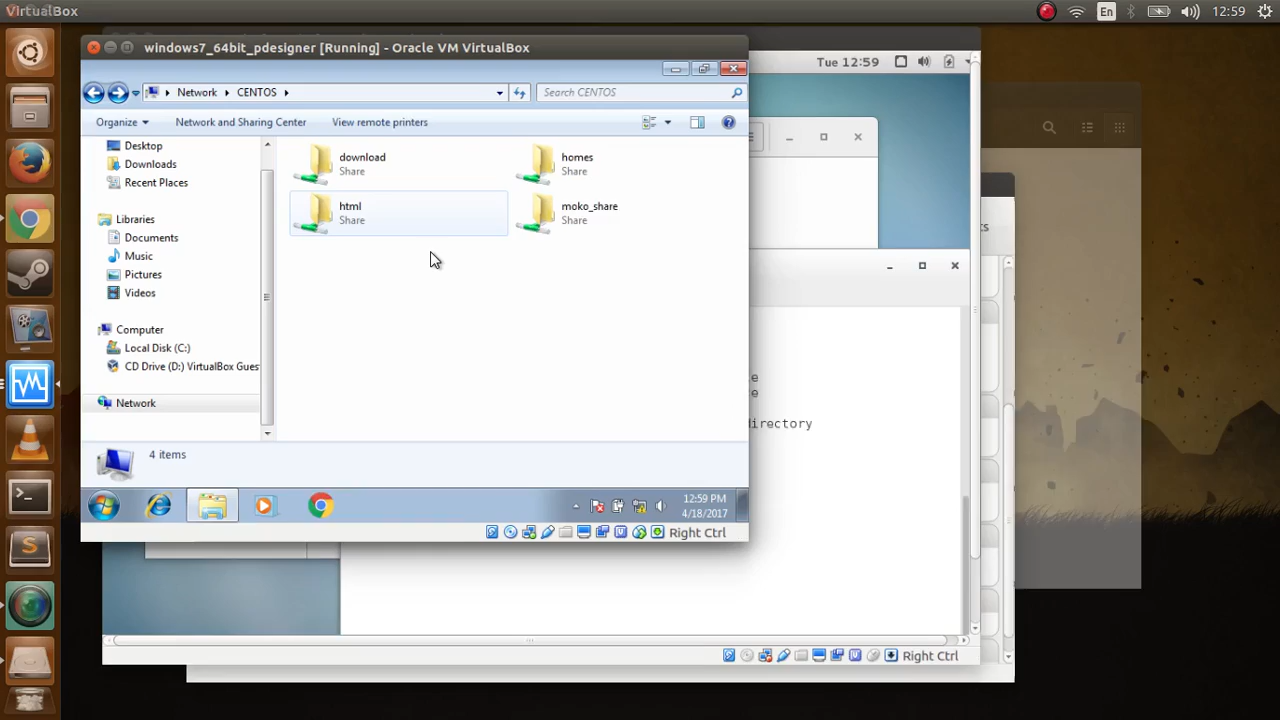 VirtualBox
En
12:59
windows7_64bit_pdesigner [Running] - Oracle VM VirtualBox
Tue 12:59
Network
CENTOS
Search CENTOS
Organize
Network and Sharing Center
View remote printers
Desktop
Downloads
Recent Places
Libraries
Documents
Music
Pictures
Videos
Computer
Local Disk (C:)
CD Drive (D:) VirtualBox Gues
Network
download
Share
homes
Share
html
Share
moko_share
Share
4 items
12:59 PM
4/18/2017
Right Ctrl
ts
e
e
directory
Right Ctrl